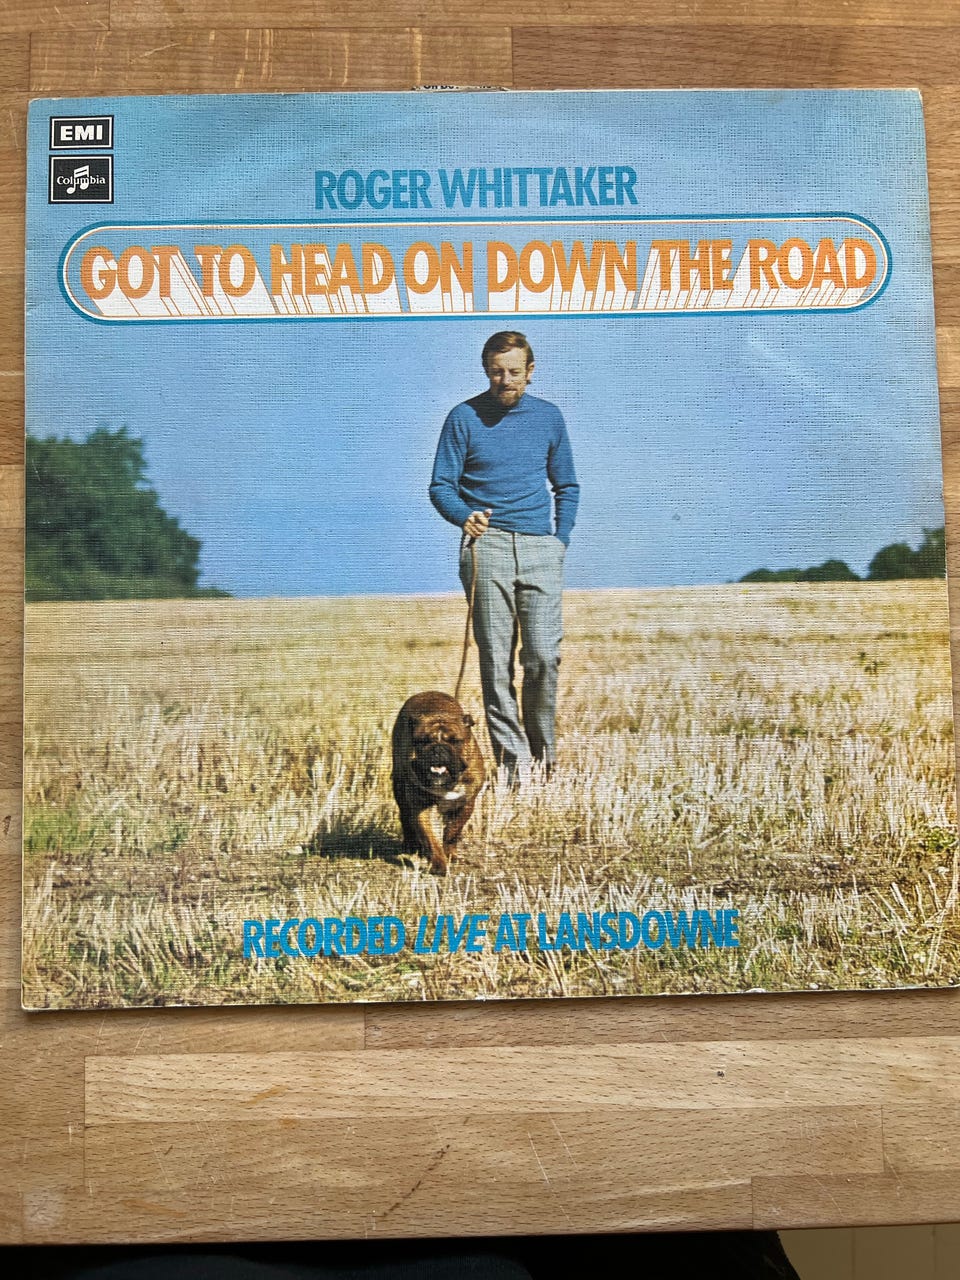 EMI
Columbia
ROGER WHITTAKER
GOT TO HEAD ON DOWN THE ROAD
RECORDED LIVE AT LANSDOWNE